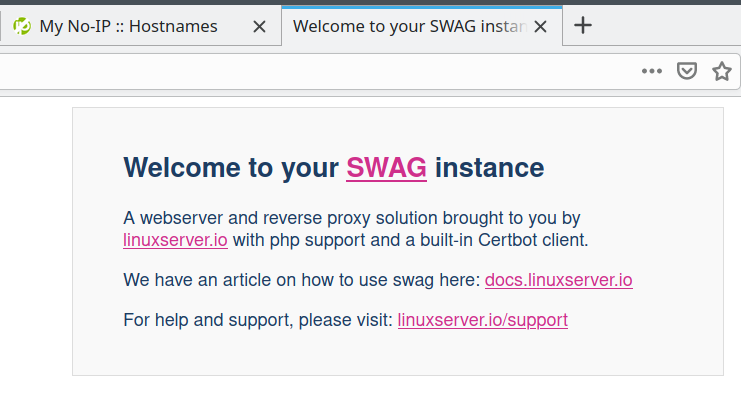 My No-IP :: Hostnames
Welcome to your SWAG instan
Welcome to your SWAG instance
A webserver and reverse proxy solution brought to you by
linuxserver.io with php support and a built-in Certbot client.
We have an article on how to use swag here: docs.linuxserver.io
For help and support, please visit: linuxserver.io/support